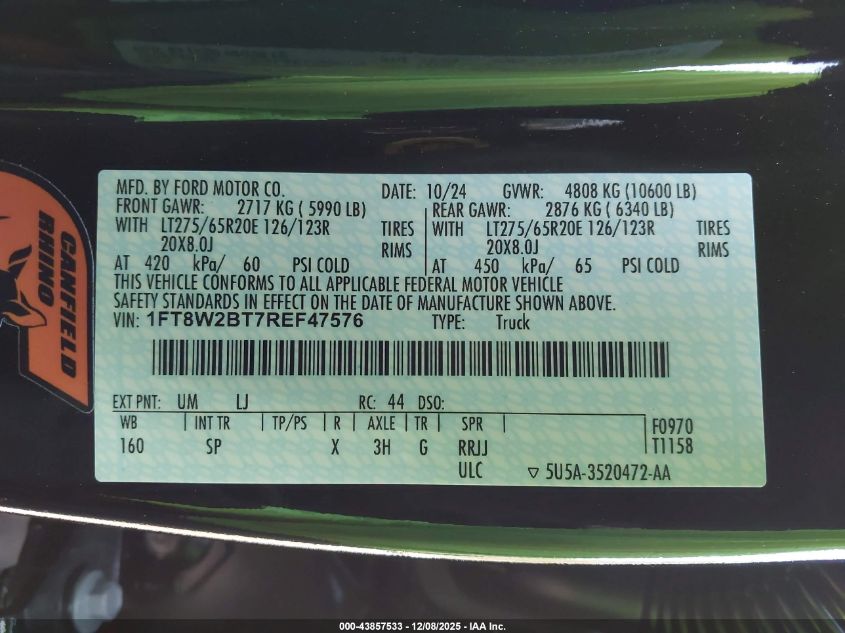 MFD. BY FORD MOTOR CO. DATE: 10/24 GVWR: 4808 KG (10600 LB)
FRONT GAWR: 2717 KG ( 5990 LB) REAR GAWR: 2876 KG ( 6340 LB)
WITH LT275/65R20E 126/123R TIRES WITH LT275/65R20E 126/123R TIRES
20X8.0J RIMS 20X8.0J RIMS
AT 420 kPa/ 60 PSI COLD AT 450 kPa/ 65 PSI COLD
THIS VEHICLE CONFORMS TO ALL APPLICABLE FEDERAL MOTOR VEHICLE
SAFETY STANDARDS IN EFFECT ON THE DATE OF MANUFACTURE SHOWN ABOVE.
VIN: 1FT8W2BT7REF47576 TYPE: Truck
EXT PNT: UM LJ RC: 44 DSO:
WB INT TR TP/PS R AXLE TR SPR F0970
160 SP X 3H G RRJJ T1158
ULC ▽ 5U5A-3520472-AA
CANFIELD
RHINO
000-43857533 - 12/08/2025 - IAA Inc.